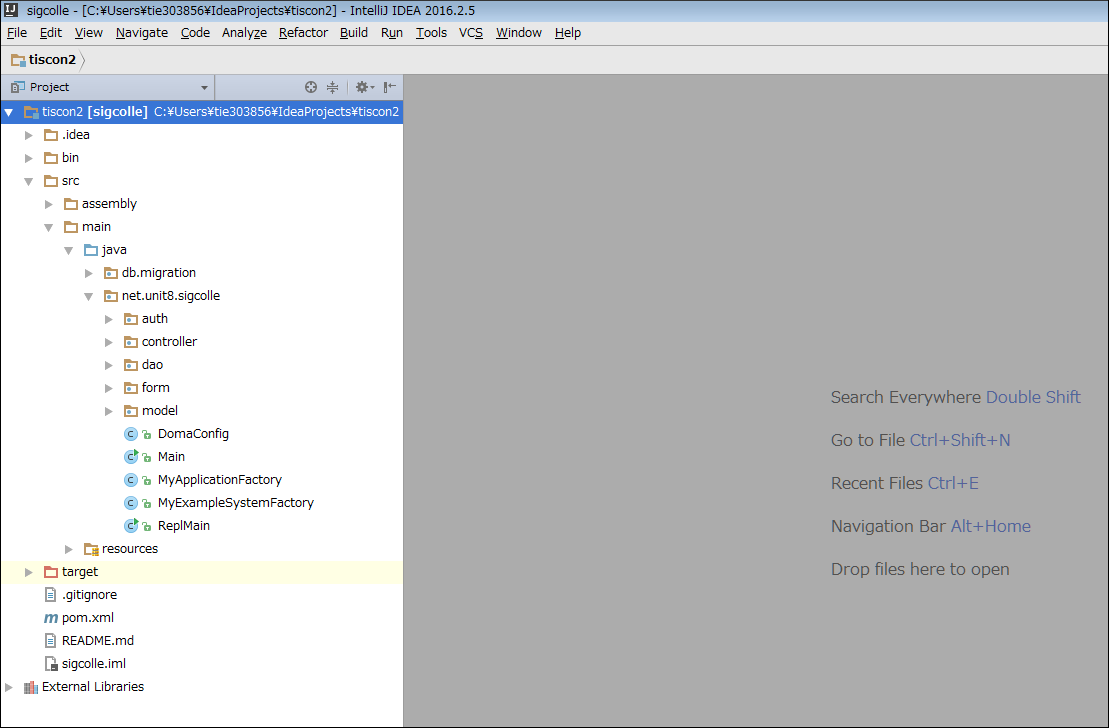 sigcolle - [C:¥Users¥tie303856¥IdeaProjects¥tiscon2] - IntelliJ IDEA 2016.2.5
File Edit View Navigate Code Analyze Refactor Build Run Tools VCS Window Help
tiscon2
Project
tiscon2 [sigcolle] C:¥Users¥tie303856¥IdeaProjects¥tiscon2
.idea
bin
src
assembly
main
java
db.migration
net.unit8.sigcolle
auth
controller
dao
form
model
DomaConfig
Main
MyApplicationFactory
MyExampleSystemFactory
ReplMain
resources
target
.gitignore
pom.xml
README.md
sigcolle.iml
External Libraries
Search Everywhere Double Shift
Go to File Ctrl+Shift+N
Recent Files Ctrl+E
Navigation Bar Alt+Home
Drop files here to open